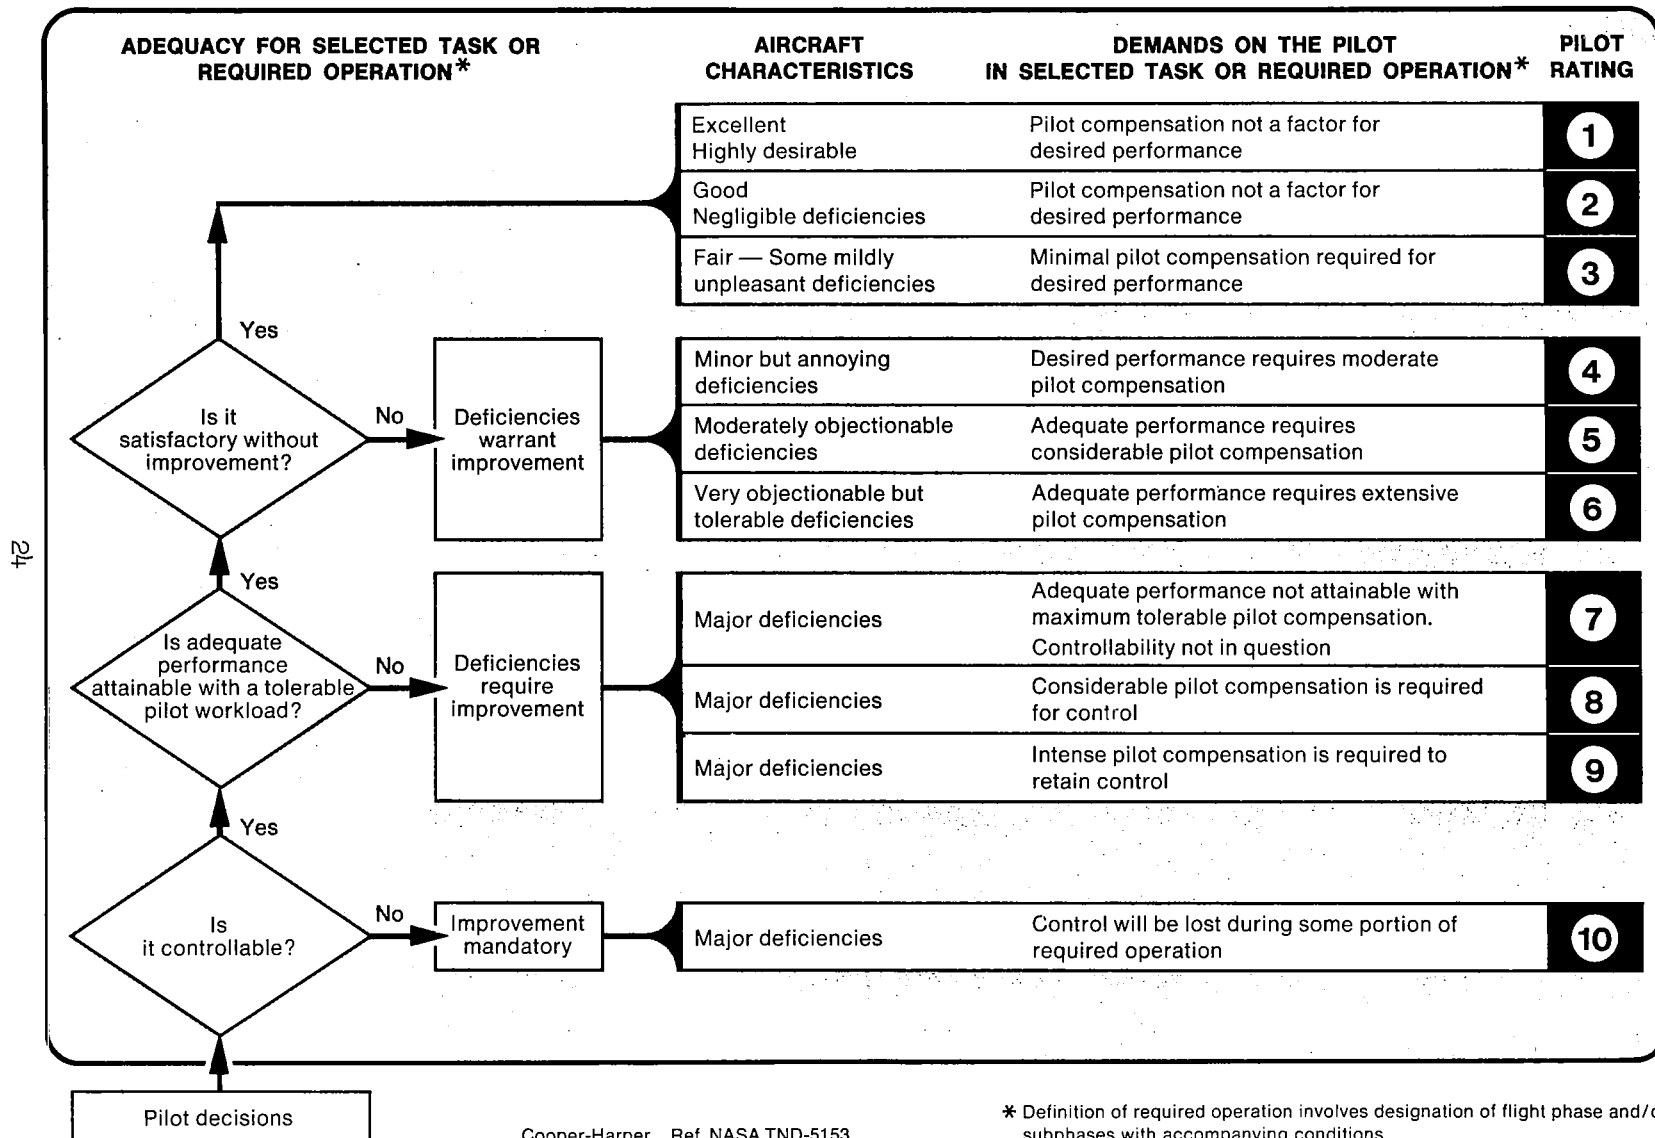 ADEQUACY FOR SELECTED TASK OR
REQUIRED OPERATION*
AIRCRAFT
CHARACTERISTICS
DEMANDS ON THE PILOT
IN SELECTED TASK OR REQUIRED OPERATION*
PILOT
RATING
Excellent
Highly desirable
Pilot compensation not a factor for
desired performance
1
Good
Negligible deficiencies
Pilot compensation not a factor for
desired performance
2
Fair — Some mildly
unpleasant deficiencies
Minimal pilot compensation required for
desired performance
3
Yes
Is it
satisfactory without
improvement?
No
Deficiencies
warrant
improvement
Minor but annoying
deficiencies
Desired performance requires moderate
pilot compensation
4
Moderately objectionable
deficiencies
Adequate performance requires
considerable pilot compensation
5
Very objectionable but
tolerable deficiencies
Adequate performance requires extensive
pilot compensation
6
24
Yes
Is adequate
performance
attainable with a tolerable
pilot workload?
No
Deficiencies
require
improvement
Major deficiencies
Adequate performance not attainable with
maximum tolerable pilot compensation.
Controllability not in question
7
Major deficiencies
Considerable pilot compensation is required
for control
8
Major deficiencies
Intense pilot compensation is required to
retain control
9
Yes
Is
it controllable?
No
Improvement
mandatory
Major deficiencies
Control will be lost during some portion of
required operation
10
Pilot decisions
Cooper-Harper Ref. NASA TND-5153
* Definition of required operation involves designation of flight phase and/
subphases with accompanying conditions